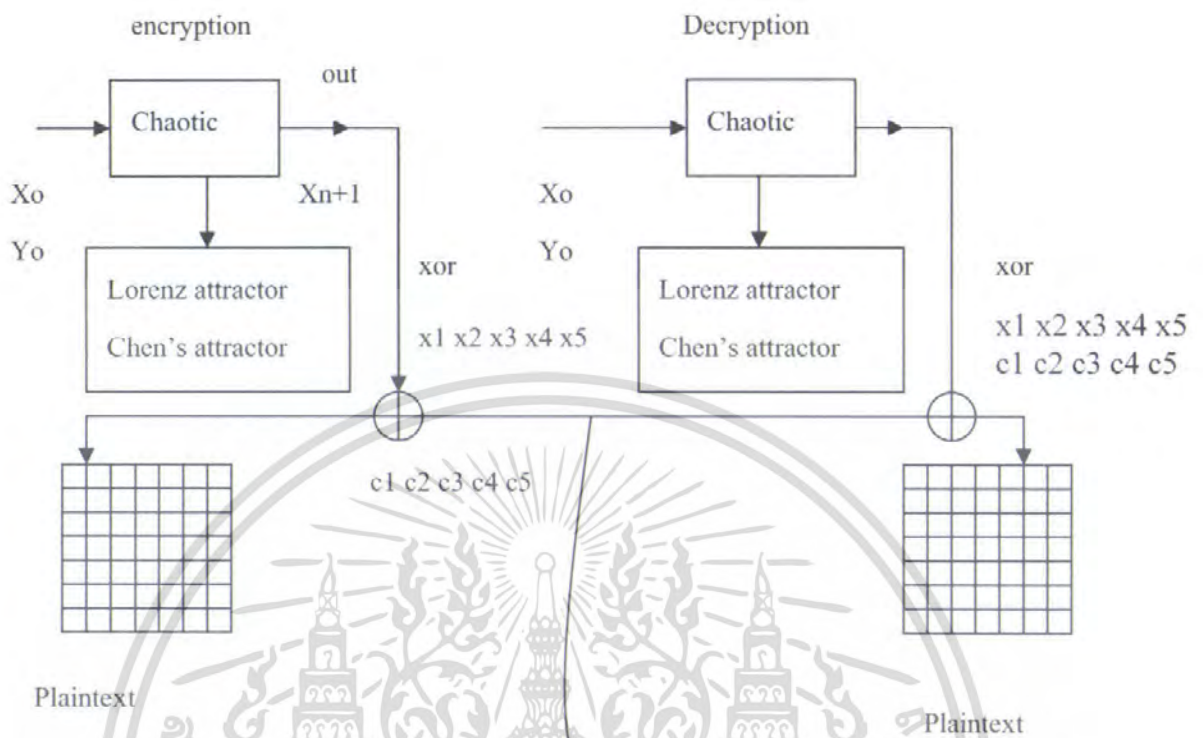 encryption
Decryption
out
Chaotic
Chaotic
Xo
Xn+1
Xo
Yo
Yo
xor
xor
Lorenz attractor
Lorenz attractor
x1 x2 x3 x4 x5
x1 x2 x3 x4 x5
Chen's attractor
Chen's attractor
c1 c2 c3 c4 c5
c1 c2 c3 c4 c5
Plaintext
Plaintext